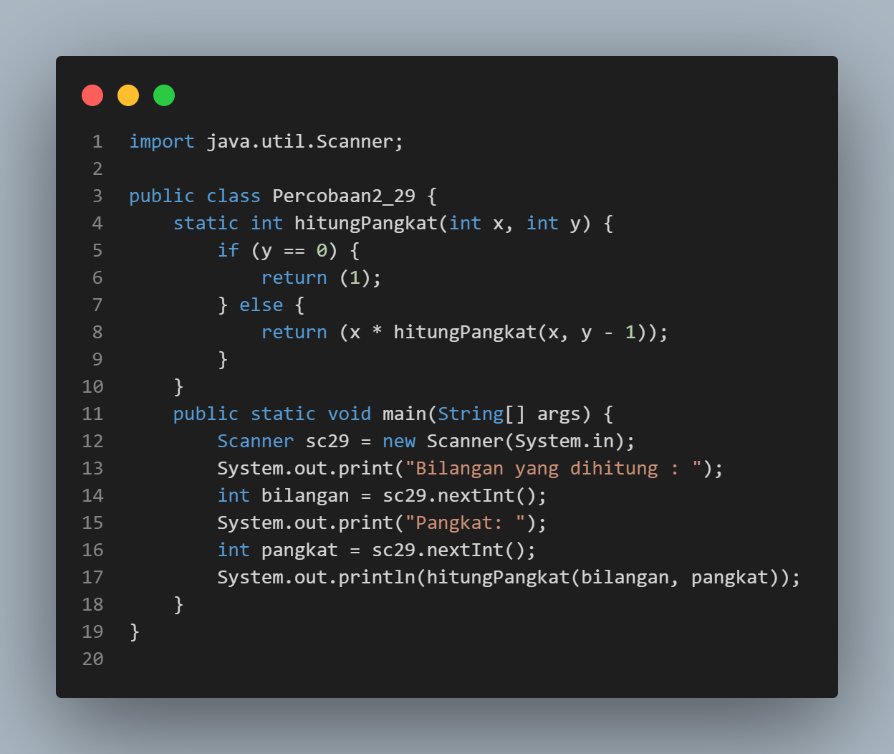 1 import java.util.Scanner;
2
3 public class Percobaan2_29 {
4     static int hitungPangkat(int x, int y) {
5         if (y == 0) {
6             return (1);
7         } else {
8             return (x * hitungPangkat(x, y - 1));
9         }
10     }
11     public static void main(String[] args) {
12         Scanner sc29 = new Scanner(System.in);
13         System.out.print("Bilangan yang dihitung : ");
14         int bilangan = sc29.nextInt();
15         System.out.print("Pangkat: ");
16         int pangkat = sc29.nextInt();
17         System.out.println(hitungPangkat(bilangan, pangkat));
18     }
19 }
20